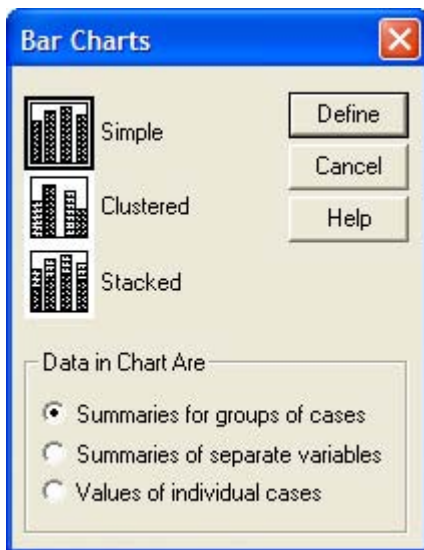 Bar Charts
Simple
Define
Cancel
Clustered
Help
Stacked
Data in Chart Are
Summaries for groups of cases
Summaries of separate variables
Values of individual cases